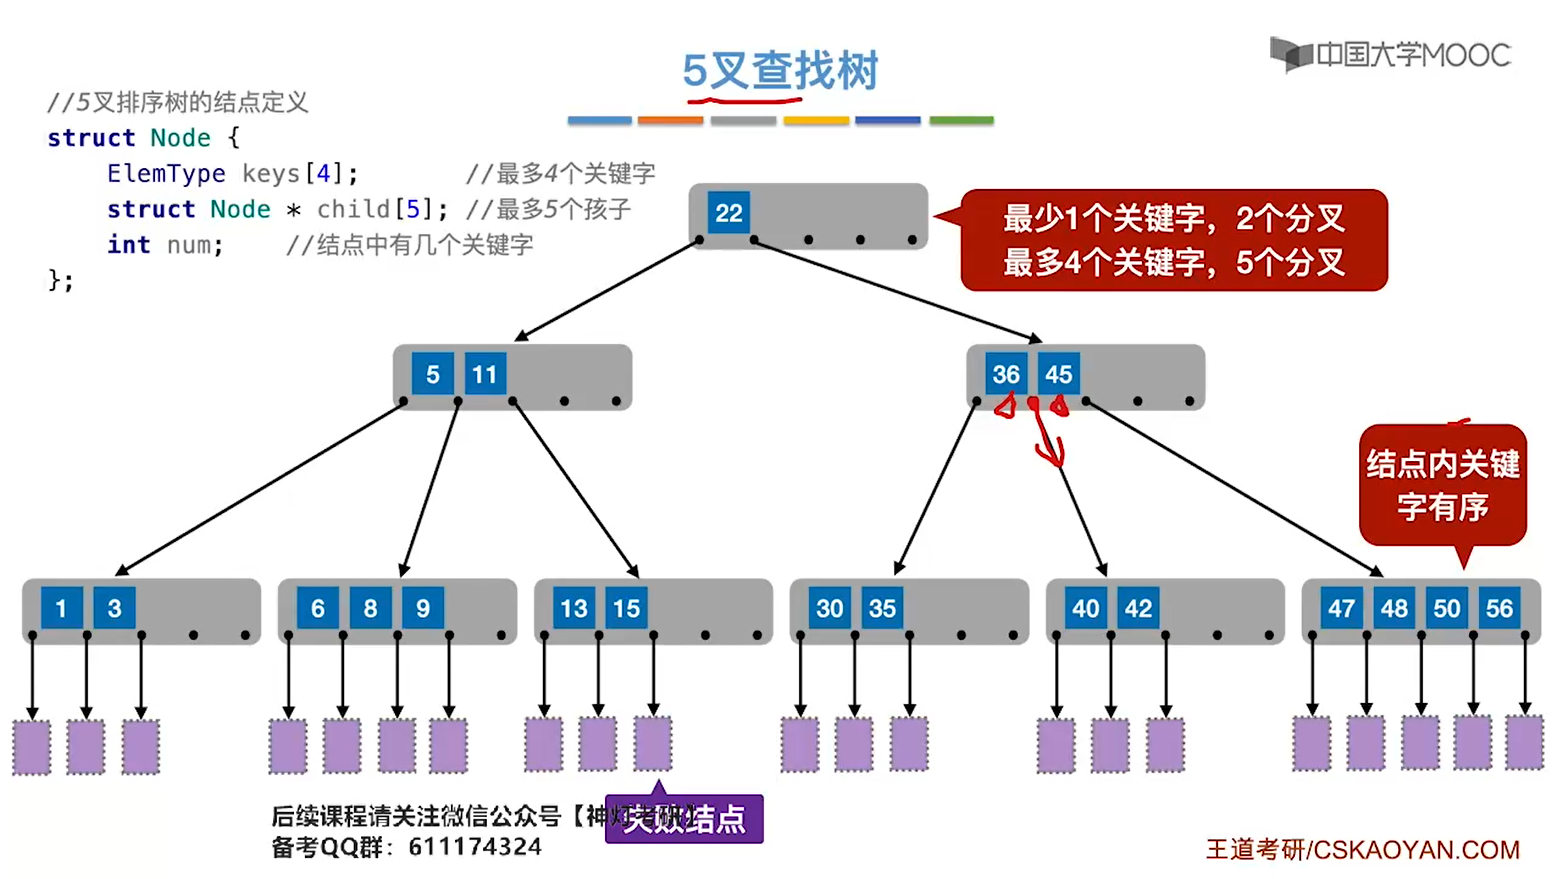 中国大学MOOC
5叉查找树
//5叉排序树的结点定义
struct Node {
ElemType keys[4]; //最多4个关键字
struct Node * child[5]; //最多5个孩子
int num; //结点中有几个关键字
};
22
最少1个关键字，2个分叉
最多4个关键字，5个分叉
5 11
36 45
结点内关键
字有序
1 3
6 8 9
13 15
30 35
40 42
47 48 50 56
失败结点
后续课程请关注微信公众号【神灯考研】
备考QQ群：611174324
王道考研/CSKAOYAN.COM